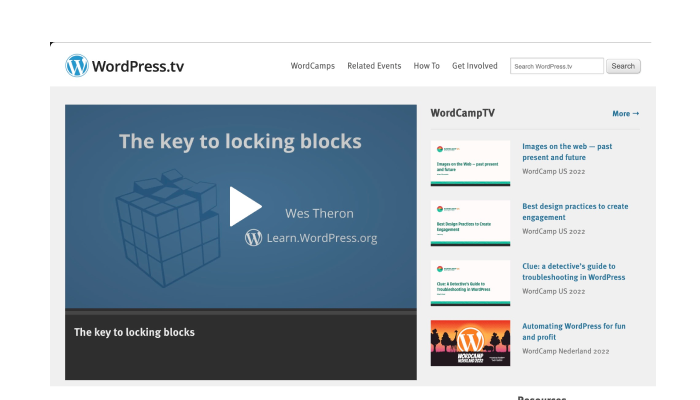 WordPress.tv
WordCamps Related Events How To Get Involved Search WordPress.tv Search
The key to locking blocks
Wes Theron
Learn.WordPress.org
The key to locking blocks
WordCampTV More →
Images on the Web — past present
and future
Images on the web — past
present and future
WordCamp US 2022
Best Design Practices to Create
Engagement
Best design practices to create
engagement
WordCamp US 2022
Clue: A Detective's Guide to
Troubleshooting in WordPress
Clue: a detective's guide to
troubleshooting in WordPress
WordCamp US 2022
WORDCAMP
NEDERLAND 2022
Automating WordPress for fun
and profit
WordCamp Nederland 2022
Resources